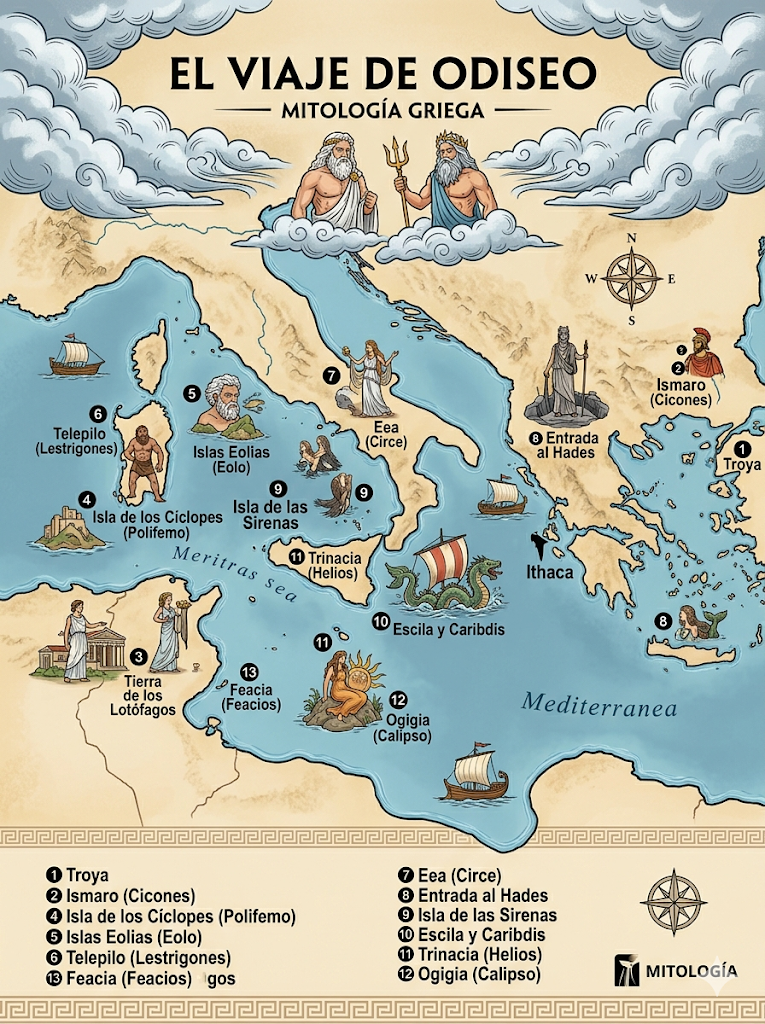 EL VIAJE DE ODISEO
MITOLOGÍA GRIEGA
N
W E
S
7
5
2
Ismaro
(Cicones)
6
Telepilo
(Lestrigones)
Eea
(Circe)
Islas Eolias
(Eolo)
8 Entrada
al Hades
1
Troya
4
Isla de los Cíclopes
(Polifemo)
9
Isla de las
Sirenas
9
Meritras sea
11 Trinacia
(Helios)
Ithaca
10
Escila y Caribdis
8
3
Tierra
de los
Lotófagos
11
13
Feacia
(Feacios)
12
Ogigia
(Calipso)
Mediterranea
1 Troya
2 Ismaro (Cicones)
4 Isla de los Cíclopes (Polifemo)
5 Islas Eolias (Eolo)
6 Telepilo (Lestrigones)
13 Feacia (Feacios) gos
7 Eea (Circe)
8 Entrada al Hades
9 Isla de las Sirenas
10 Escila y Caribdis
11 Trinacia (Helios)
12 Ogigia (Calipso)
MITOLOGÍA